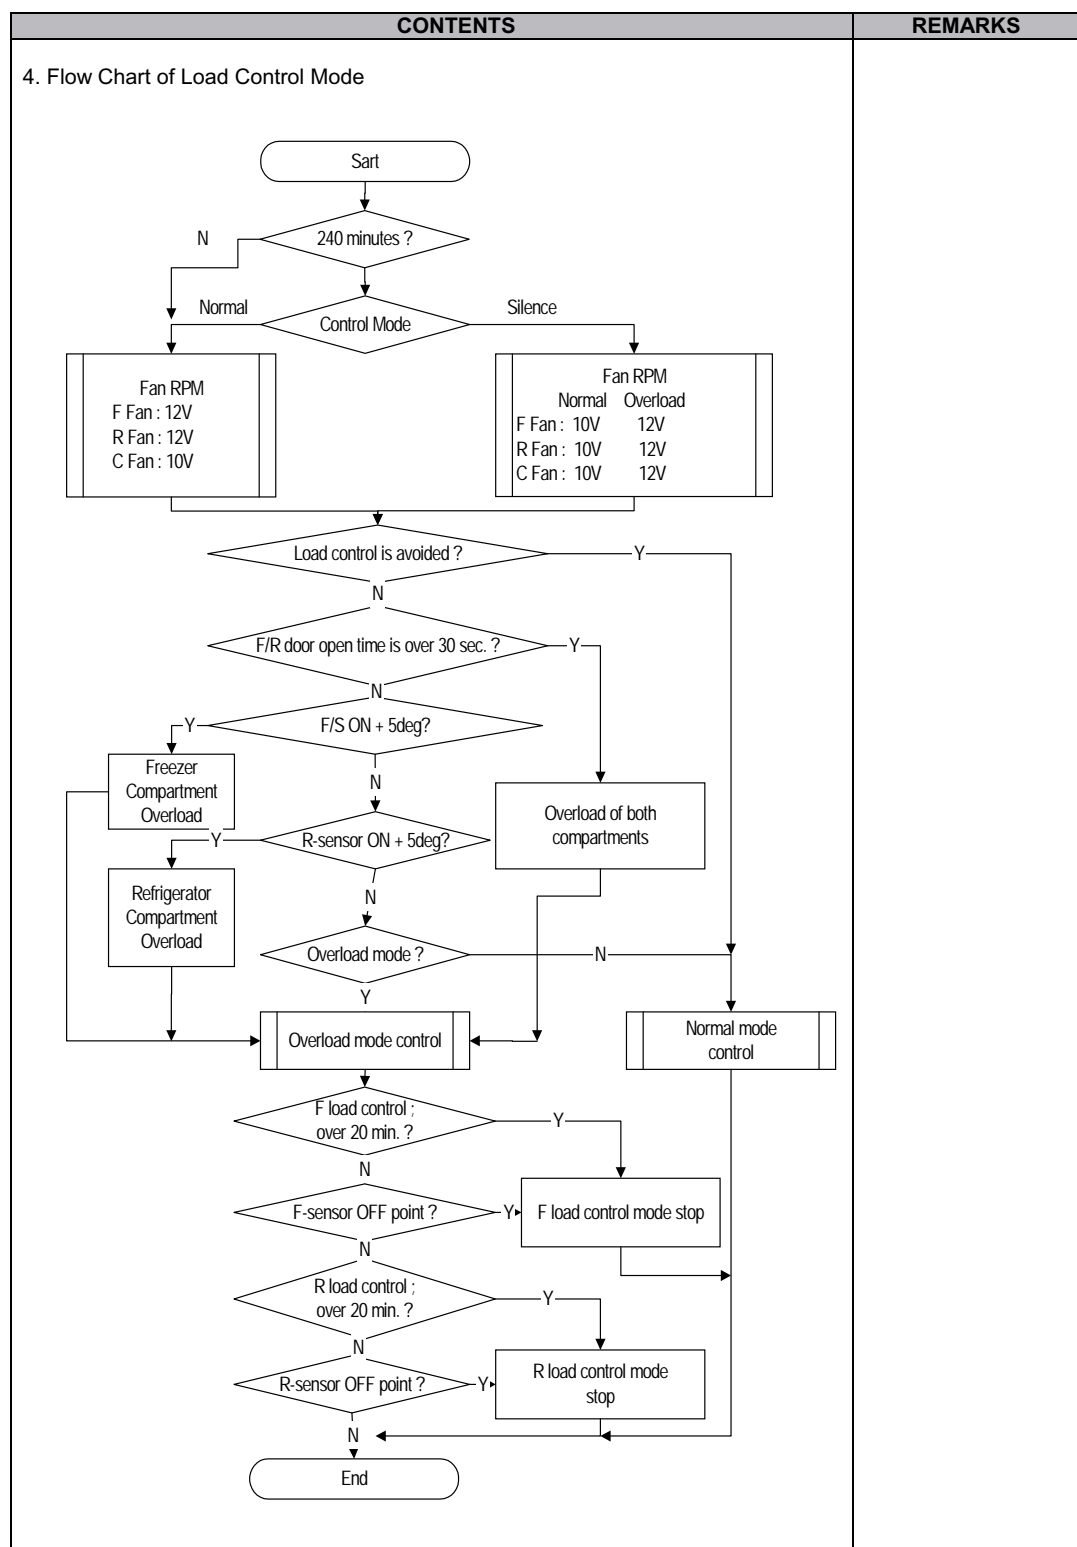 CONTENTS
REMARKS
4. Flow Chart of Load Control Mode
Sart
240 minutes ?
N
Control Mode
Normal
Silence
Fan RPM
F Fan : 12V
R Fan : 12V
C Fan : 10V
Fan RPM
Normal Overload
F Fan : 10V 12V
R Fan : 10V 12V
C Fan : 10V 12V
Load control is avoided ?
Y
N
F/R door open time is over 30 sec. ?
Y
N
F/S ON + 5deg?
Y
N
Freezer
Compartment
Overload
Overload of both
compartments
R-sensor ON + 5deg?
Y
N
Refrigerator
Compartment
Overload
Overload mode ?
N
Y
Overload mode control
Normal mode
control
F load control ;
over 20 min. ?
Y
N
F-sensor OFF point ?
Y
F load control mode stop
N
R load control ;
over 20 min. ?
Y
N
R-sensor OFF point ?
Y
R load control mode
stop
N
End